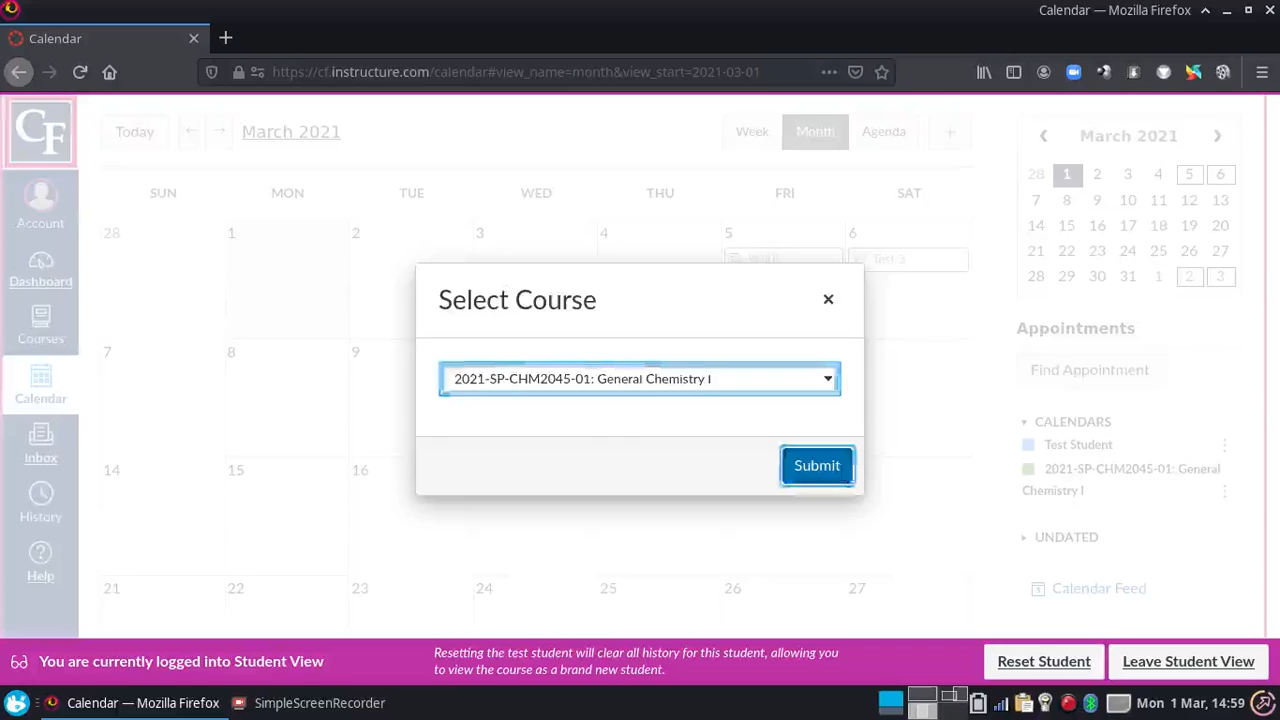 Calendar — Mozilla Firefox
Calendar
https://cf.instructure.com/calendar#view_name=month&view_start=2021-03-01
CF
Account
Dashboard
Courses
Calendar
Inbox
History
Help
Today
March 2021
Week
Month
Agenda
SUN MON TUE WED THU FRI SAT
28 1 2 3 4 5 6
Test 3
7 8 9
14 15 16
21 22 23 24 25 26 27
Select Course
2021-SP-CHM2045-01: General Chemistry I
Submit
March 2021
28 1 2 3 4 5 6
7 8 9 10 11 12 13
14 15 16 17 18 19 20
21 22 23 24 25 26 27
28 29 30 31 1 2 3
Appointments
Find Appointment
CALENDARS
Test Student
2021-SP-CHM2045-01: General
Chemistry I
UNDATED
Calendar Feed
You are currently logged into Student View
Resetting the test student will clear all history for this student, allowing you
to view the course as a brand new student.
Reset Student
Leave Student View
Calendar — Mozilla Firefox
SimpleScreenRecorder
Mon 1 Mar, 14:59